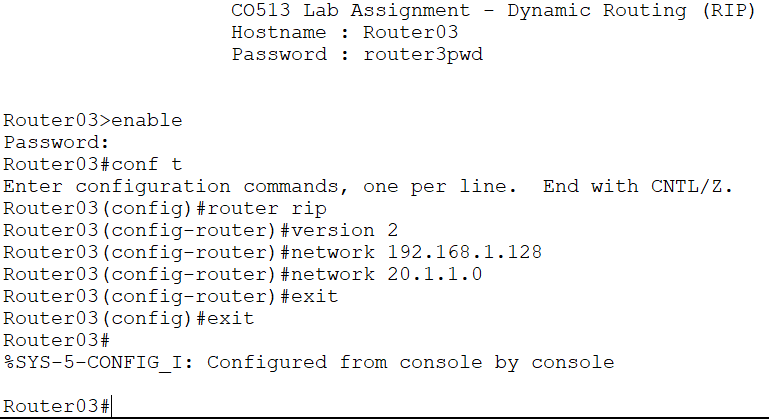 CO513 Lab Assignment - Dynamic Routing (RIP)
Hostname : Router03
Password : router3pwd
Router03>enable
Password:
Router03#conf t
Enter configuration commands, one per line.  End with CNTL/Z.
Router03(config)#router rip
Router03(config-router)#version 2
Router03(config-router)#network 192.168.1.128
Router03(config-router)#network 20.1.1.0
Router03(config-router)#exit
Router03(config)#exit
Router03#
%SYS-5-CONFIG_I: Configured from console by console
Router03#